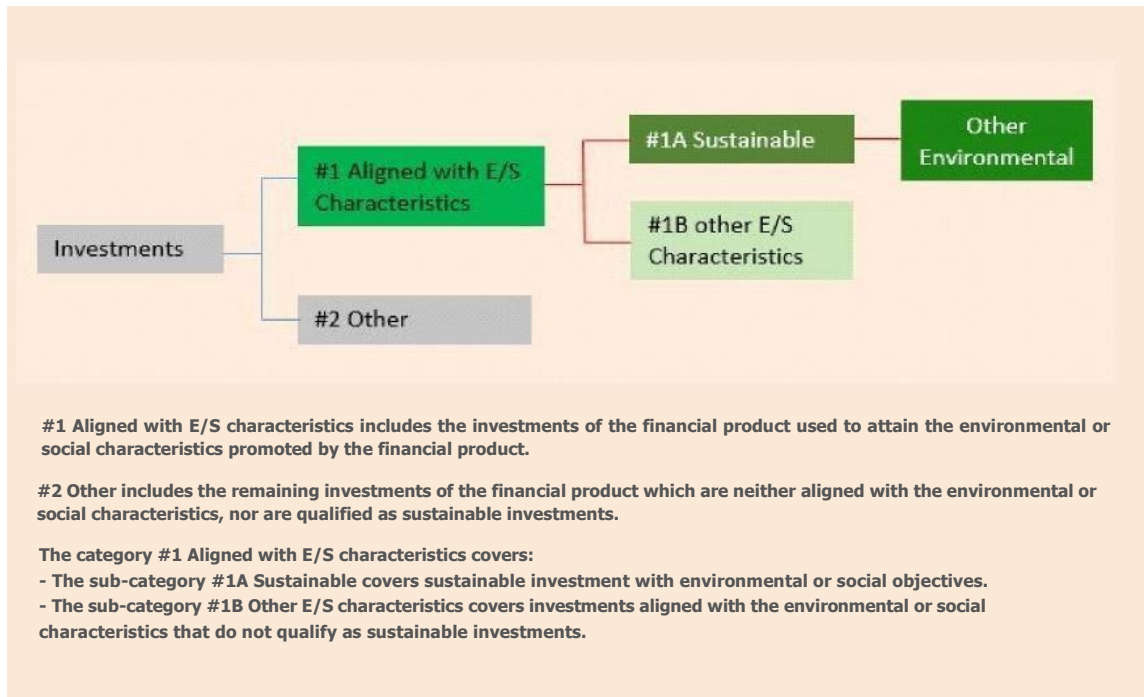 Investments
#1 Aligned with E/S
Characteristics
#2 Other
#1A Sustainable
#1B other E/S
Characteristics
Other
Environmental
#1 Aligned with E/S characteristics includes the investments of the financial product used to attain the environmental or
social characteristics promoted by the financial product.
#2 Other includes the remaining investments of the financial product which are neither aligned with the environmental or
social characteristics, nor are qualified as sustainable investments.
The category #1 Aligned with E/S characteristics covers:
- The sub-category #1A Sustainable covers sustainable investment with environmental or social objectives.
- The sub-category #1B Other E/S characteristics covers investments aligned with the environmental or social
characteristics that do not qualify as sustainable investments.